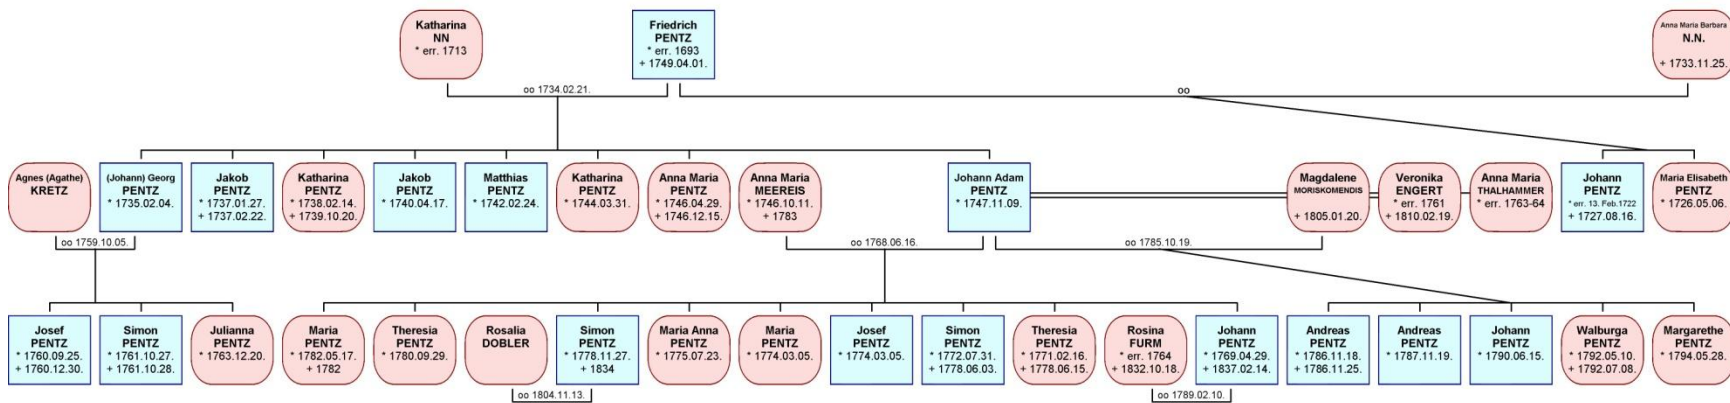 Katharina
NN
* err. 1713
Friedrich
PENTZ
* err. 1693
+ 1749.04.01.
Anna Maria Barbara
N.N.
+ 1733.11.25.
oo 1734.02.21.
oo
Agnes (Agathe)
KRETZ
(Johann) Georg
PENTZ
* 1735.02.04.
Jakob
PENTZ
* 1737.01.27.
+ 1737.02.22.
Katharina
PENTZ
* 1738.02.14.
+ 1739.10.20.
Jakob
PENTZ
* 1740.04.17.
Matthias
PENTZ
* 1742.02.24.
Katharina
PENTZ
* 1744.03.31.
Anna Maria
PENTZ
* 1746.04.29.
+ 1746.12.15.
Anna Maria
MEEREIS
* 1746.10.11.
+ 1783
Johann Adam
PENTZ
* 1747.11.09.
Magdalene
MORISKOMENDIS
+ 1805.01.20.
Veronika
ENGERT
* err. 1761
+ 1810.02.19.
Anna Maria
THALHAMMER
* err. 1763-64
Johann
PENTZ
* err. 13. Feb.1722
+ 1727.08.16.
Maria Elisabeth
PENTZ
* 1726.05.06.
oo 1759.10.05.
oo 1768.06.16.
oo 1785.10.19.
Josef
PENTZ
* 1760.09.25.
+ 1760.12.30.
Simon
PENTZ
* 1761.10.27.
+ 1761.10.28.
Julianna
PENTZ
* 1763.12.20.
Maria
PENTZ
* 1782.05.17.
+ 1782
Theresia
PENTZ
* 1780.09.29.
Rosalia
DOBLER
Simon
PENTZ
* 1778.11.27.
+ 1834
Maria Anna
PENTZ
* 1775.07.23.
Maria
PENTZ
* 1774.03.05.
Josef
PENTZ
* 1774.03.05.
Simon
PENTZ
* 1772.07.31.
+ 1778.06.03.
Theresia
PENTZ
* 1771.02.16.
+ 1778.06.15.
Rosina
FURM
* err. 1764
+ 1832.10.18.
Johann
PENTZ
* 1769.04.29.
+ 1837.02.14.
Andreas
PENTZ
* 1786.11.18.
+ 1786.11.25.
Andreas
PENTZ
* 1787.11.19.
Johann
PENTZ
* 1790.06.15.
Walburga
PENTZ
* 1792.05.10.
+ 1792.07.08.
Margarethe
PENTZ
* 1794.05.28.
oo 1804.11.13.
oo 1789.02.10.